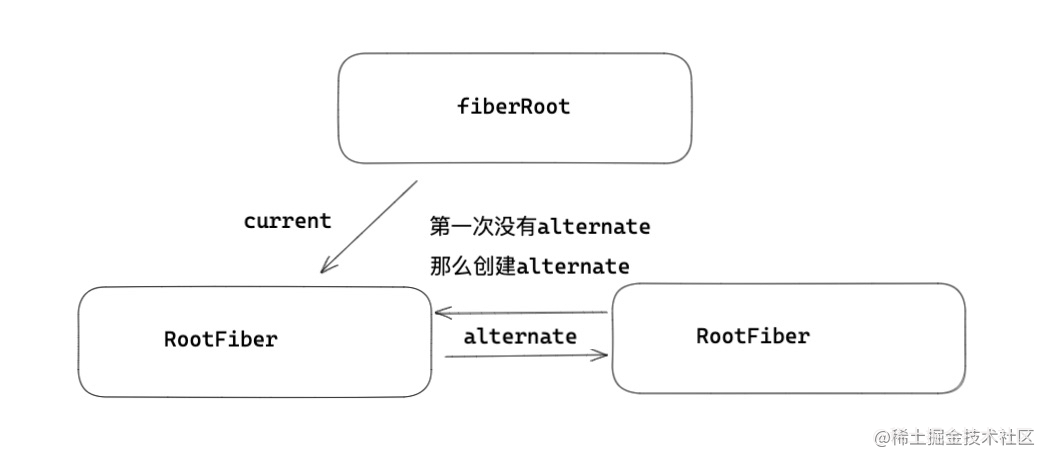 fiberRoot
current
第一次没有alternate
那么创建alternate
RootFiber
alternate
RootFiber
@稀土掘金技术社区